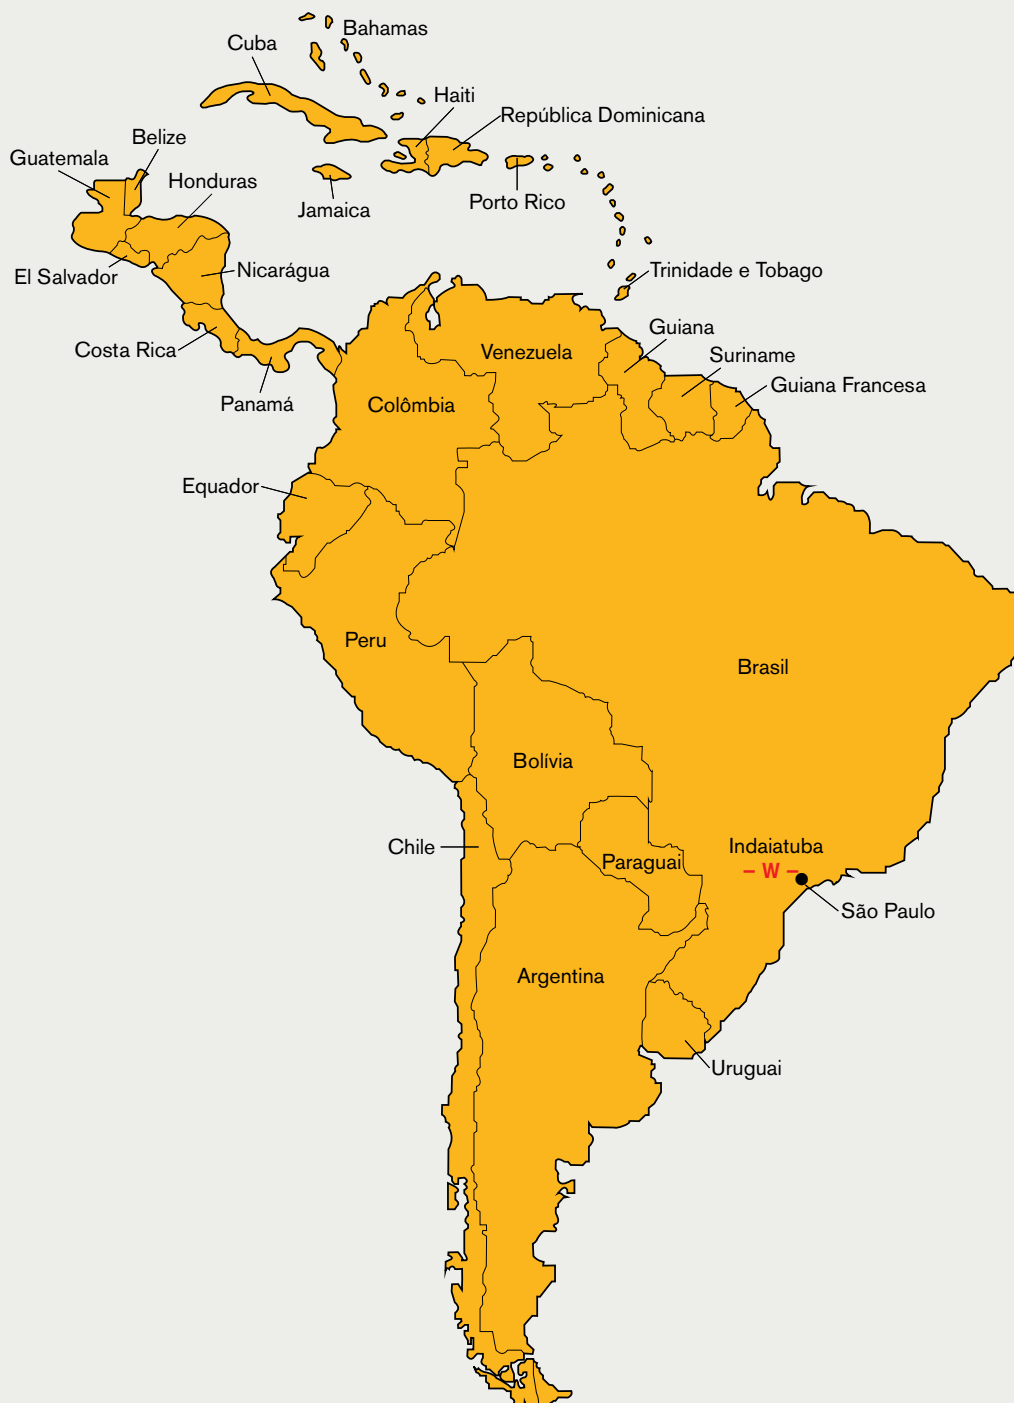 Bahamas
Cuba
Haiti
República Dominicana
Belize
Guatemala
Honduras
Jamaica
Porto Rico
El Salvador
Nicarágua
Trinidade e Tobago
Guiana
Costa Rica
Venezuela
Suriname
Guiana Francesa
Panamá
Colômbia
Equador
Peru
Brasil
Bolívia
Chile
Indaiatuba
Paraguai
– W –
São Paulo
Argentina
Uruguai